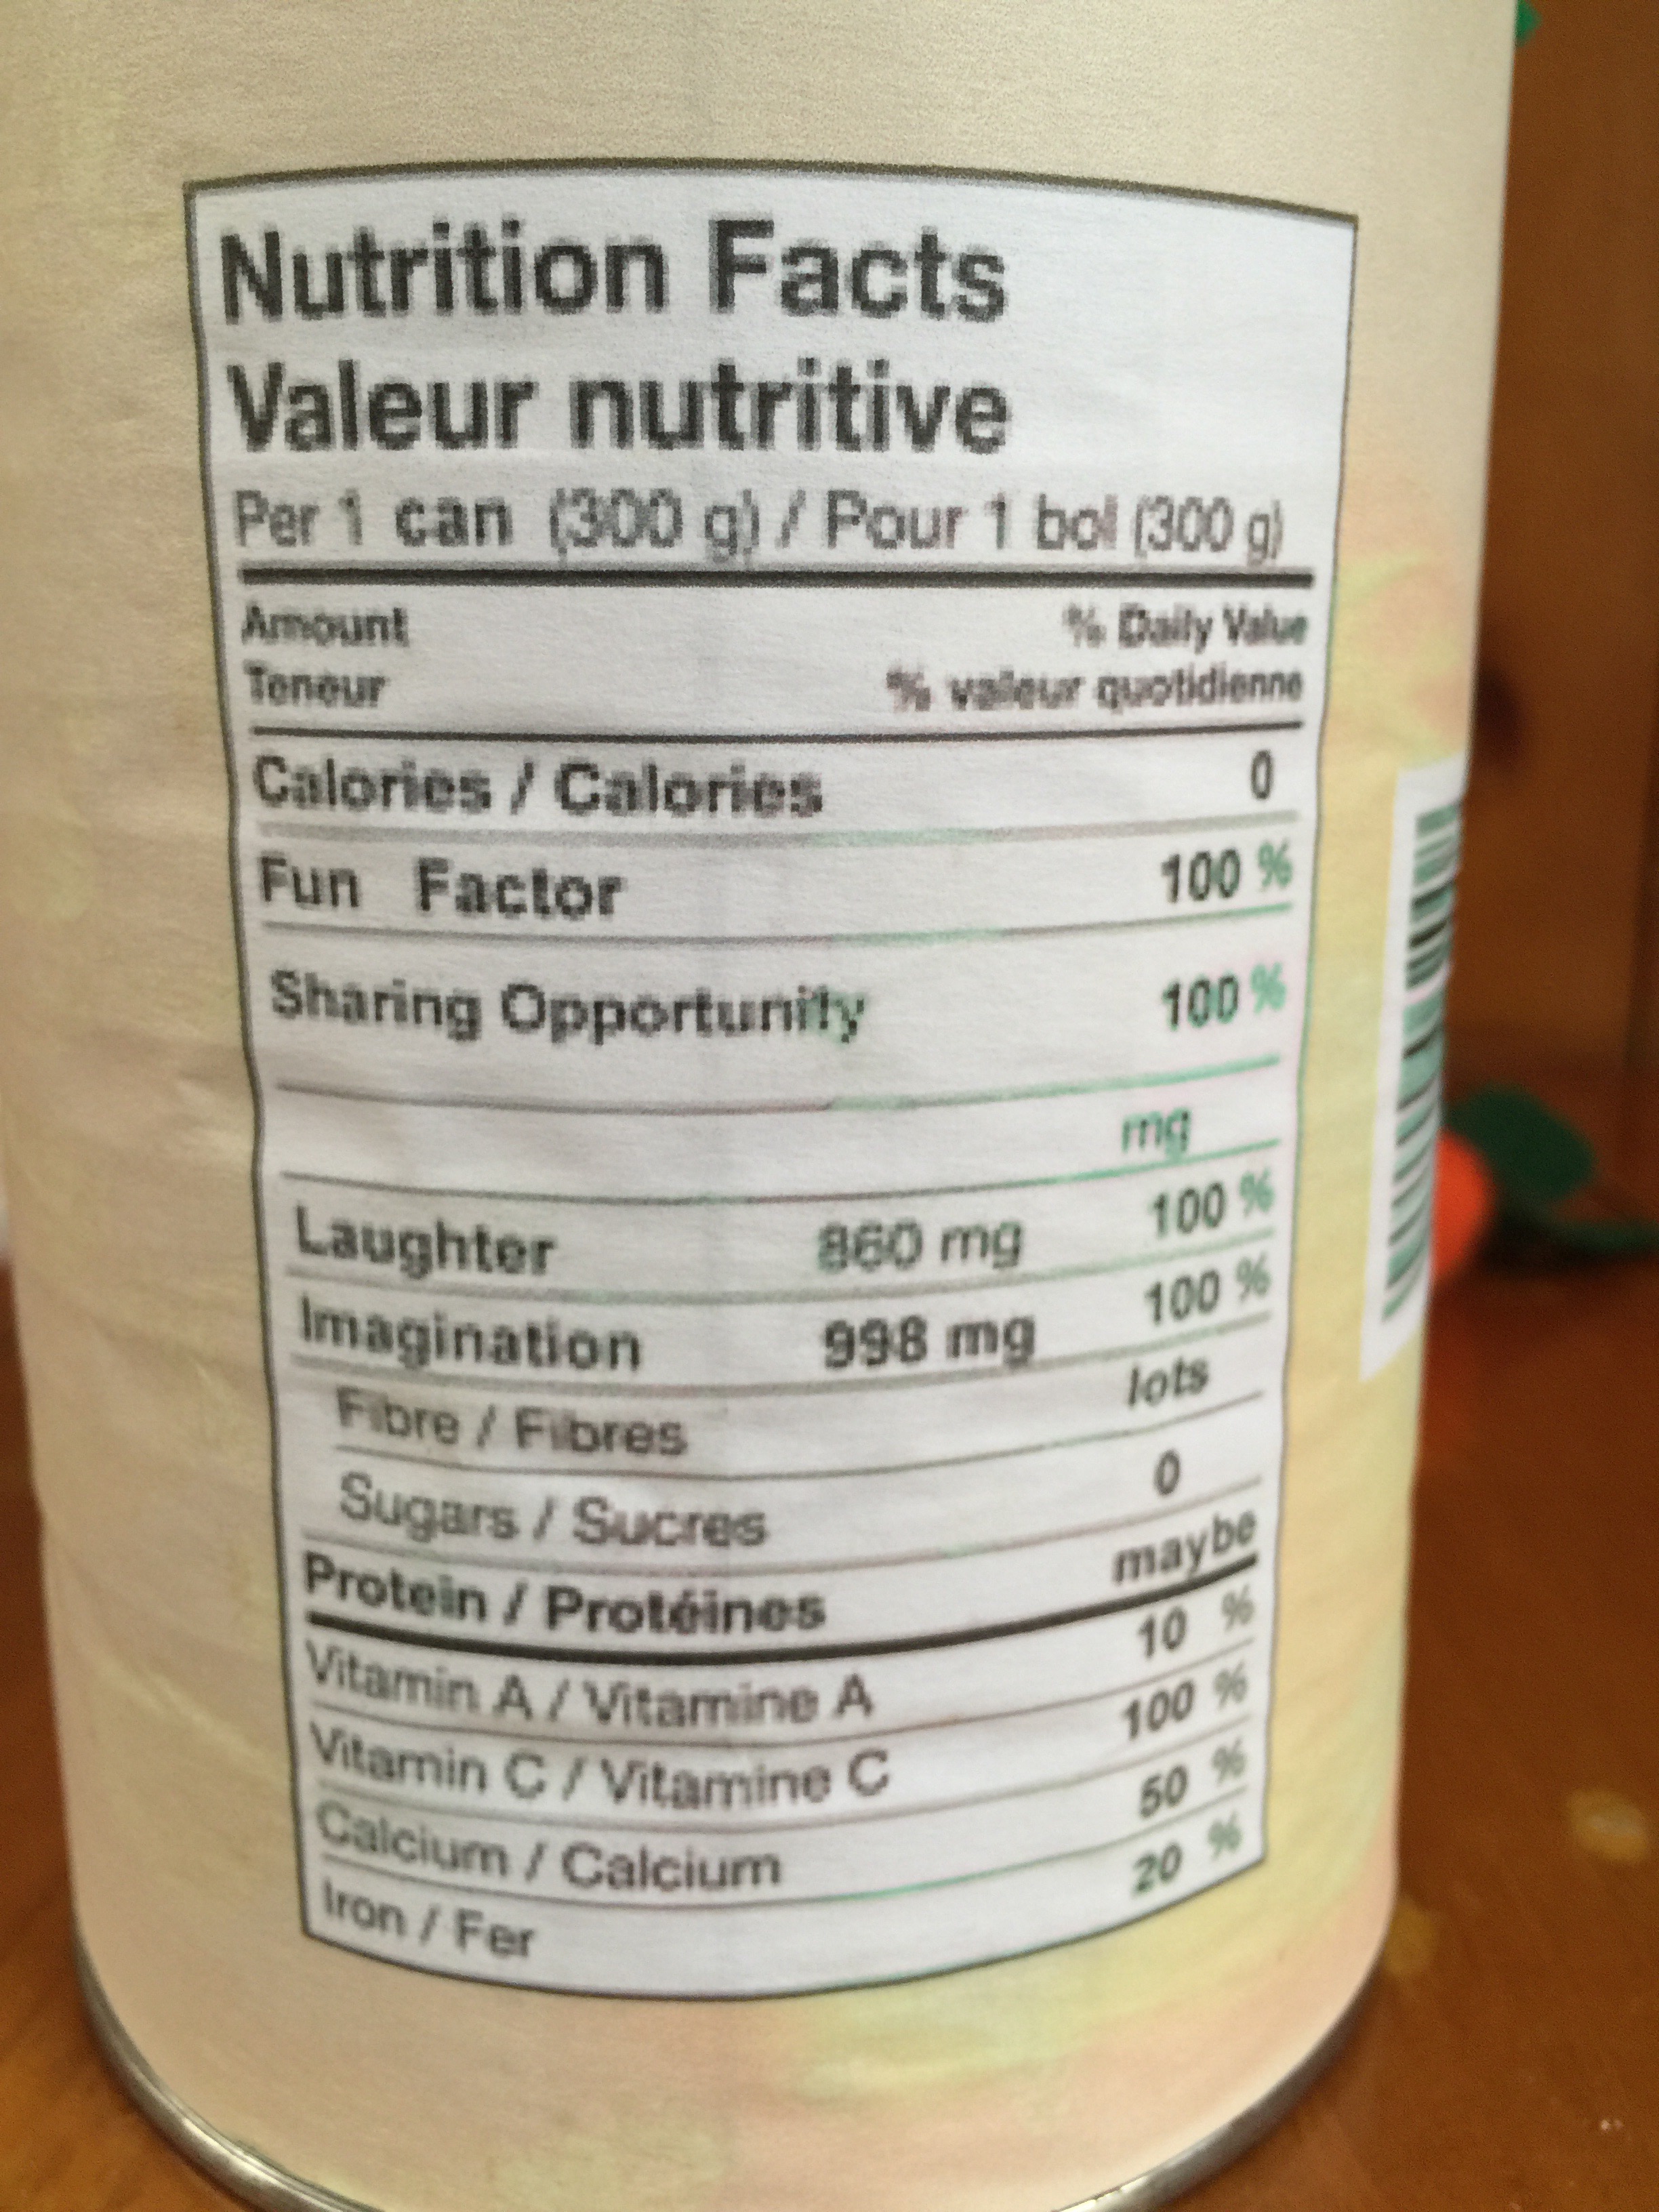 Nutrition Facts
Valeur nutritive
Per 1 can (300 g) / Pour 1 bol (300 g)
Amount % Daily Value
Teneur % valeur quotidienne
Calories / Calories 0
Fun Factor 100 %
Sharing Opportunity 100 %
mg
Laughter 860 mg 100 %
Imagination 998 mg 100 %
Fibre / Fibres lots
Sugars / Sucres 0
Protein / Protéines maybe
Vitamin A / Vitamine A 10 %
Vitamin C / Vitamine C 100 %
Calcium / Calcium 50 %
Iron / Fer 20 %